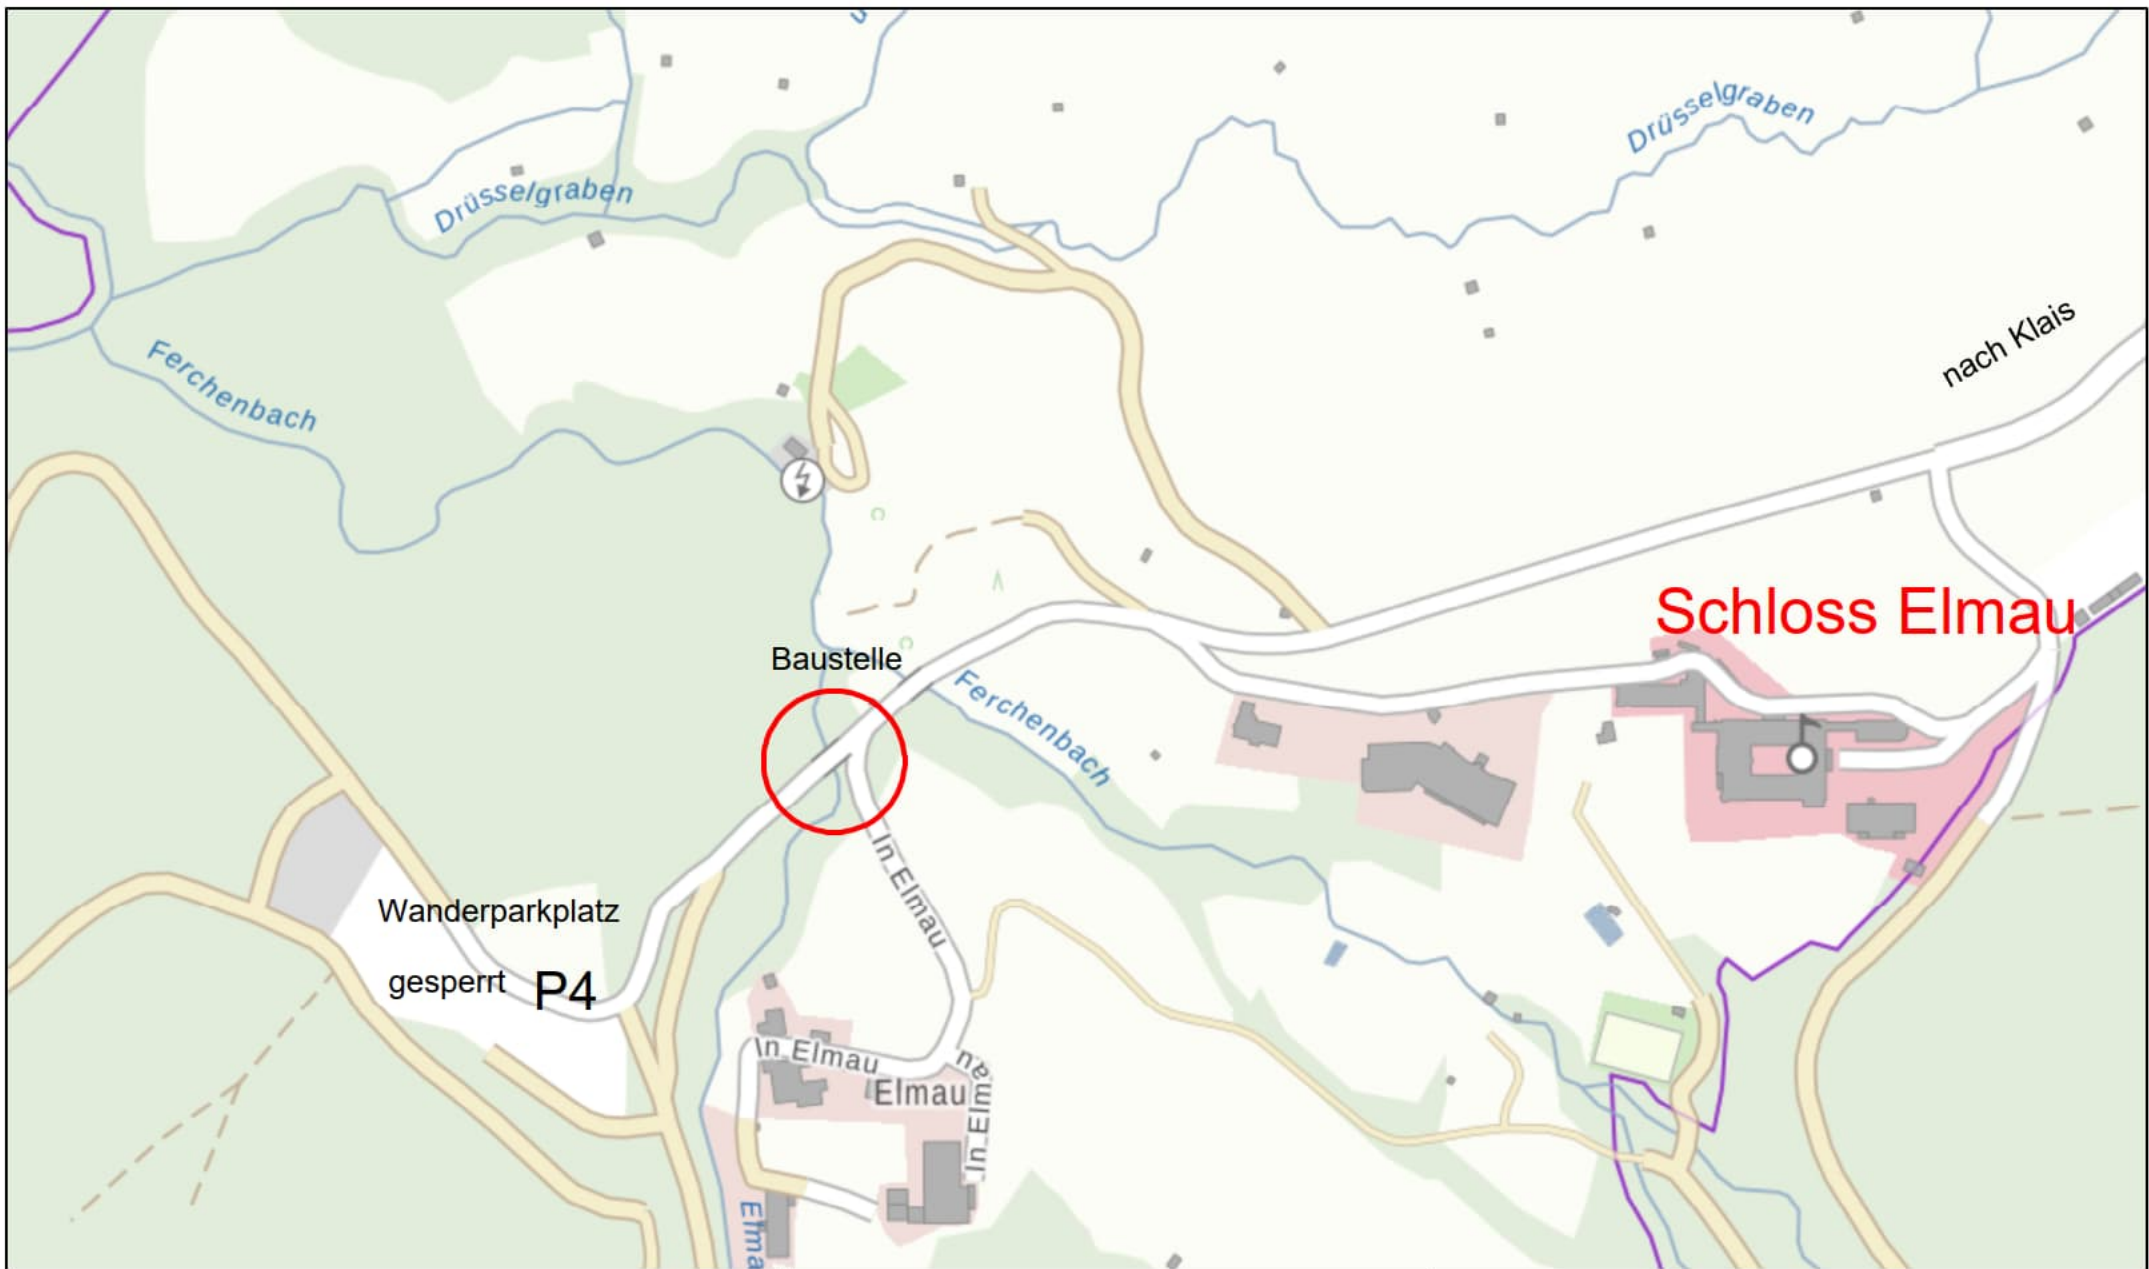 Drüsselgraben
Drüsselgraben
nach Klais
Ferchenbach
Schloss Elmau
Baustelle
Ferchenbach
In Elmau
Wanderparkplatz
gesperrt P4
In Elmau
Elmau
In Elmau
Elma